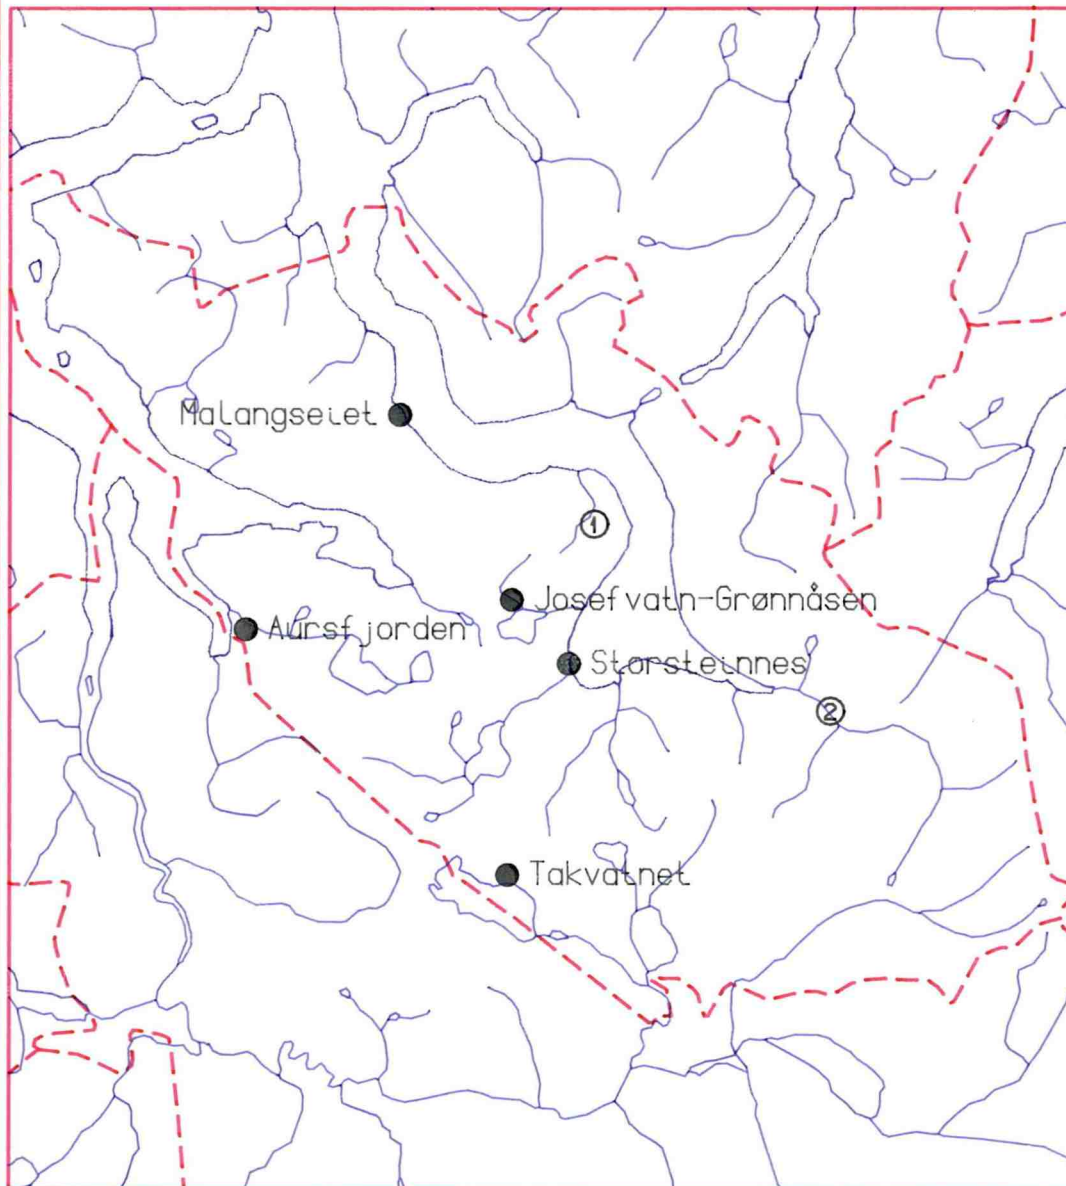 Malangseiet
1
Josefvatn-Grønnåsen
Aursfjorden
Storsteinnes
2
Takvatnet